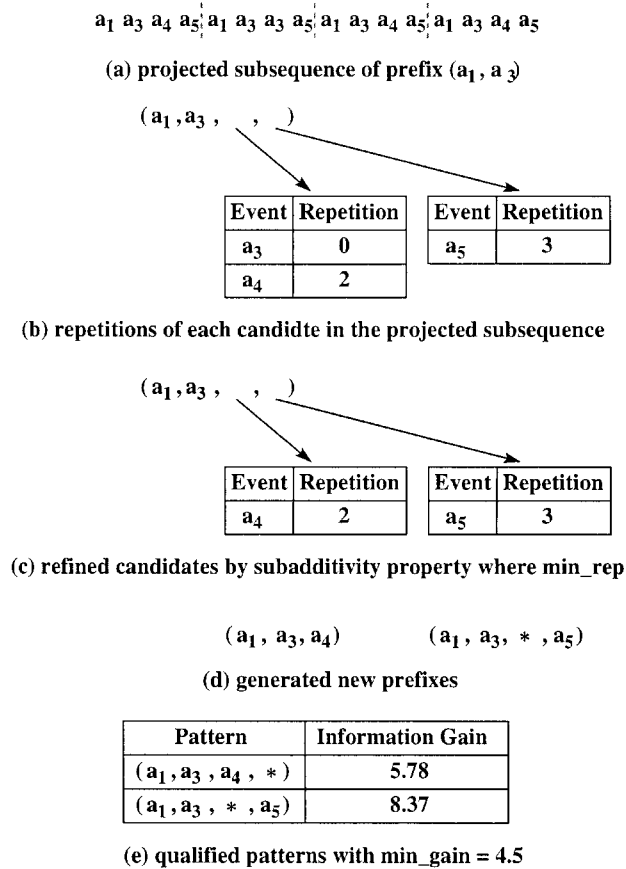 a1 a3 a4 a5 a1 a3 a3 a5 a1 a3 a4 a5 a1 a3 a4 a5
(a) projected subsequence of prefix (a1, a3)
(a1,a3, , )
Event Repetition Event Repetition
a3 0 a5 3
a4 2
(b) repetitions of each candidte in the projected subsequence
(a1,a3, , )
Event Repetition Event Repetition
a4 2 a5 3
(c) refined candidates by subadditivity property where min_rep
(a1, a3, a4) (a1, a3, * ,a5)
(d) generated new prefixes
Pattern Information Gain
(a1,a3 ,a4 , *) 5.78
(a1,a3 , * ,a5) 8.37
(e) qualified patterns with min_gain = 4.5